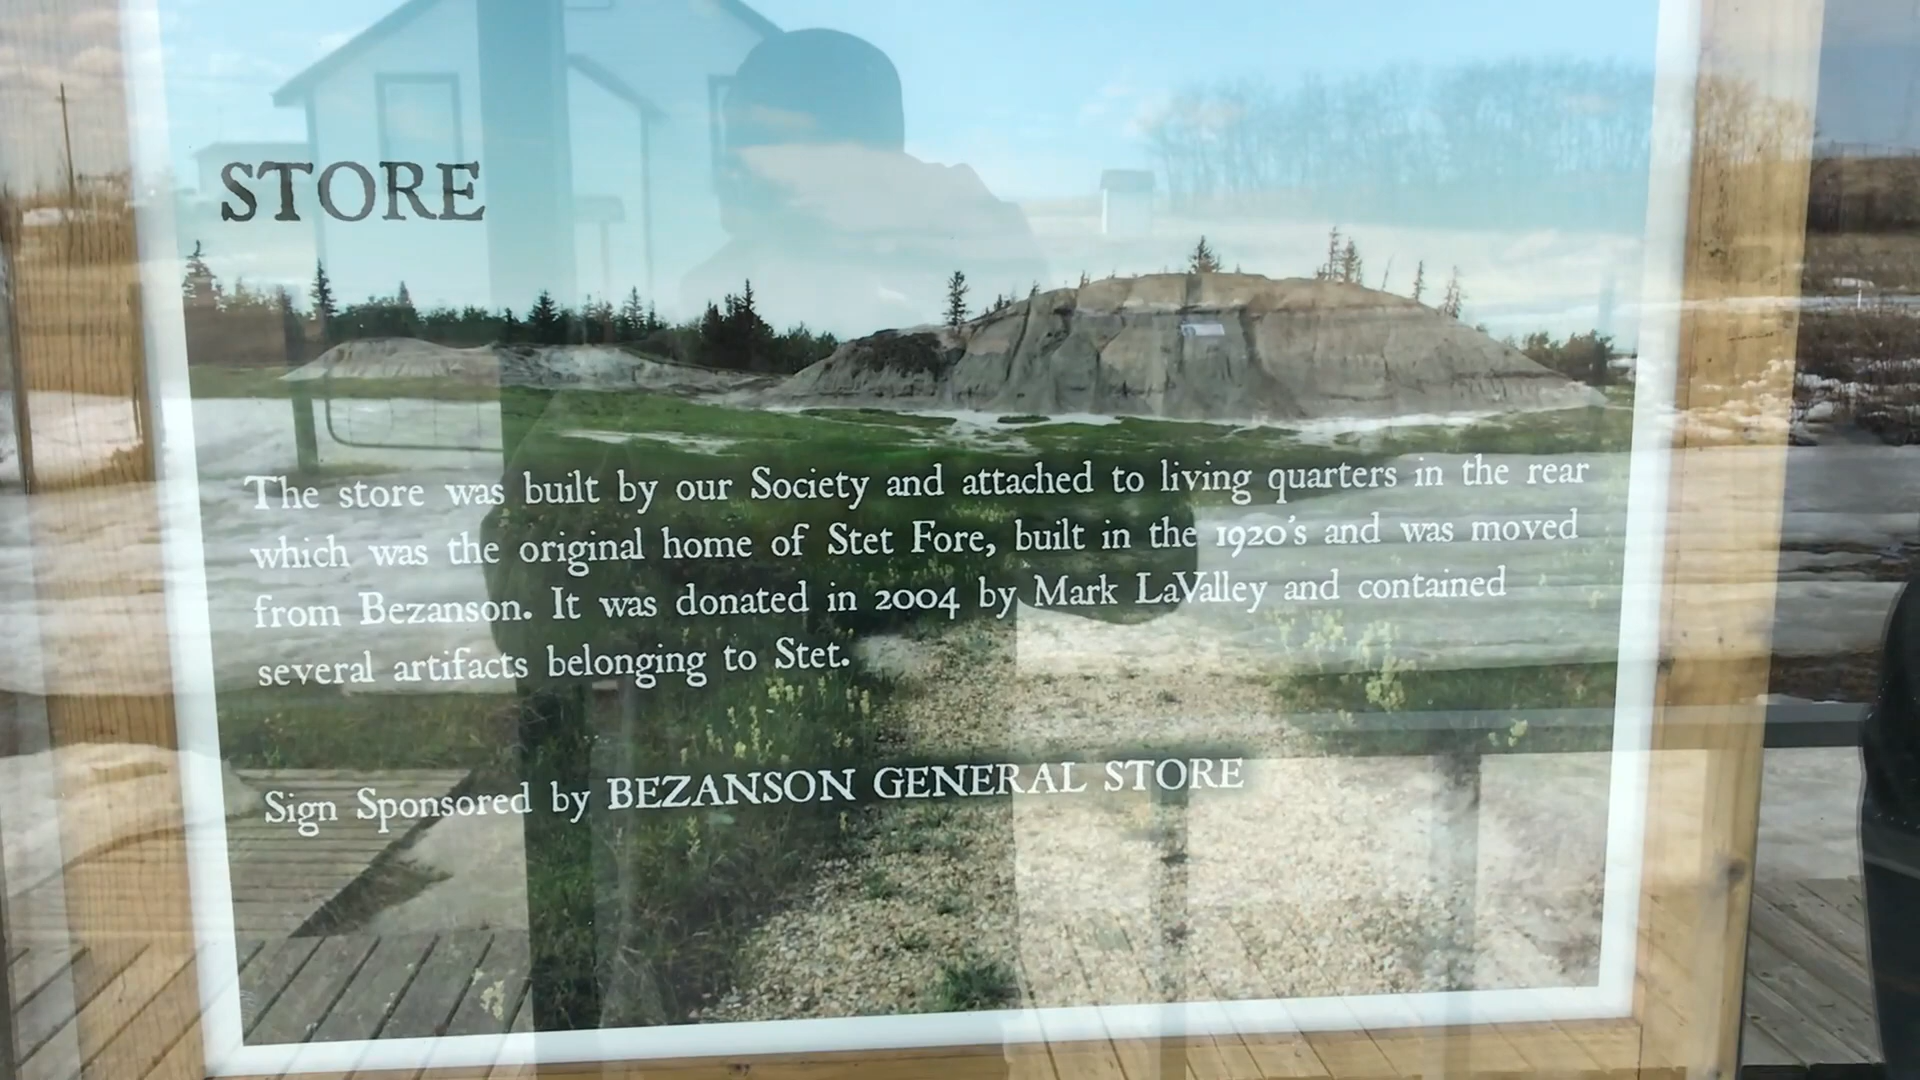 STORE
The store was built by our Society and attached to living quarters in the rear
which was the original home of Stet Fore, built in the 1920's and was moved
from Bezanson. It was donated in 2004 by Mark LaValley and contained
several artifacts belonging to Stet.
Sign Sponsored by BEZANSON GENERAL STORE